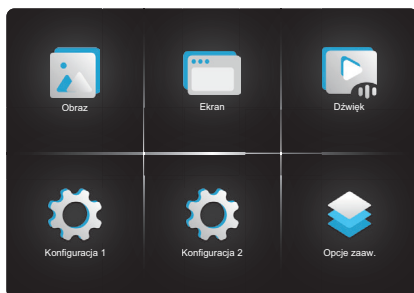 Obraz
Ekran
Dźwięk
Konfiguracja 1
Konfiguracja 2
Opcje zaaw.